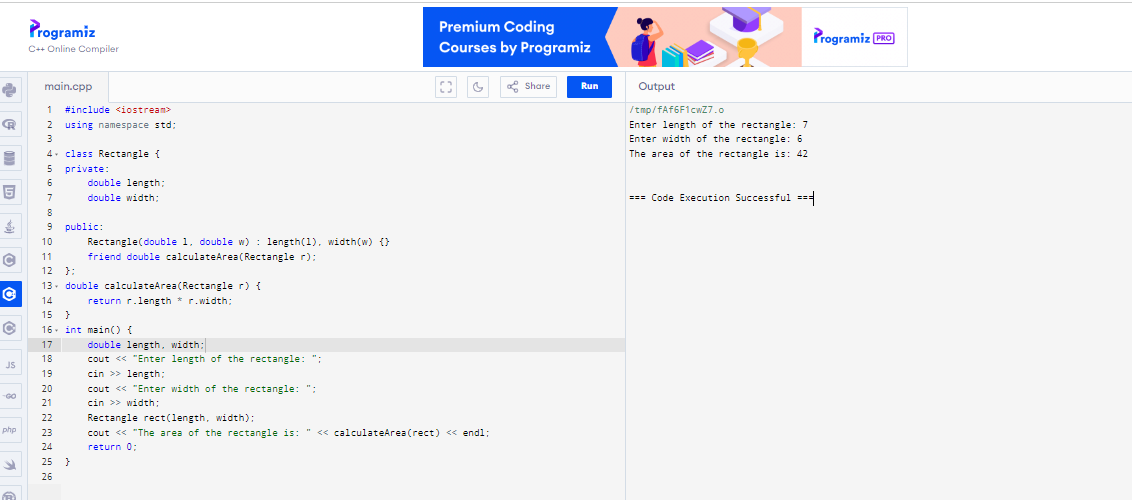 Programiz
C++ Online Compiler
Premium Coding
Courses by Programiz
Programiz PRO
main.cpp
Share
Run
Output
1 #include <iostream>
2 using namespace std;
3
4 class Rectangle {
5 private:
6 double length;
7 double width;
8
9 public:
10 Rectangle(double l, double w) : length(l), width(w) {}
11 friend double calculateArea(Rectangle r);
12 };
13 double calculateArea(Rectangle r) {
14 return r.length * r.width;
15 }
16 int main() {
17 double length, width;
18 cout << "Enter length of the rectangle: ";
19 cin >> length;
20 cout << "Enter width of the rectangle: ";
21 cin >> width;
22 Rectangle rect(length, width);
23 cout << "The area of the rectangle is: " << calculateArea(rect) << endl;
24 return 0;
25 }
26
/tmp/fAf6F1cwZ7.o
Enter length of the rectangle: 7
Enter width of the rectangle: 6
The area of the rectangle is: 42
=== Code Execution Successful ===
R
5
C
C
C
JS
GO
php